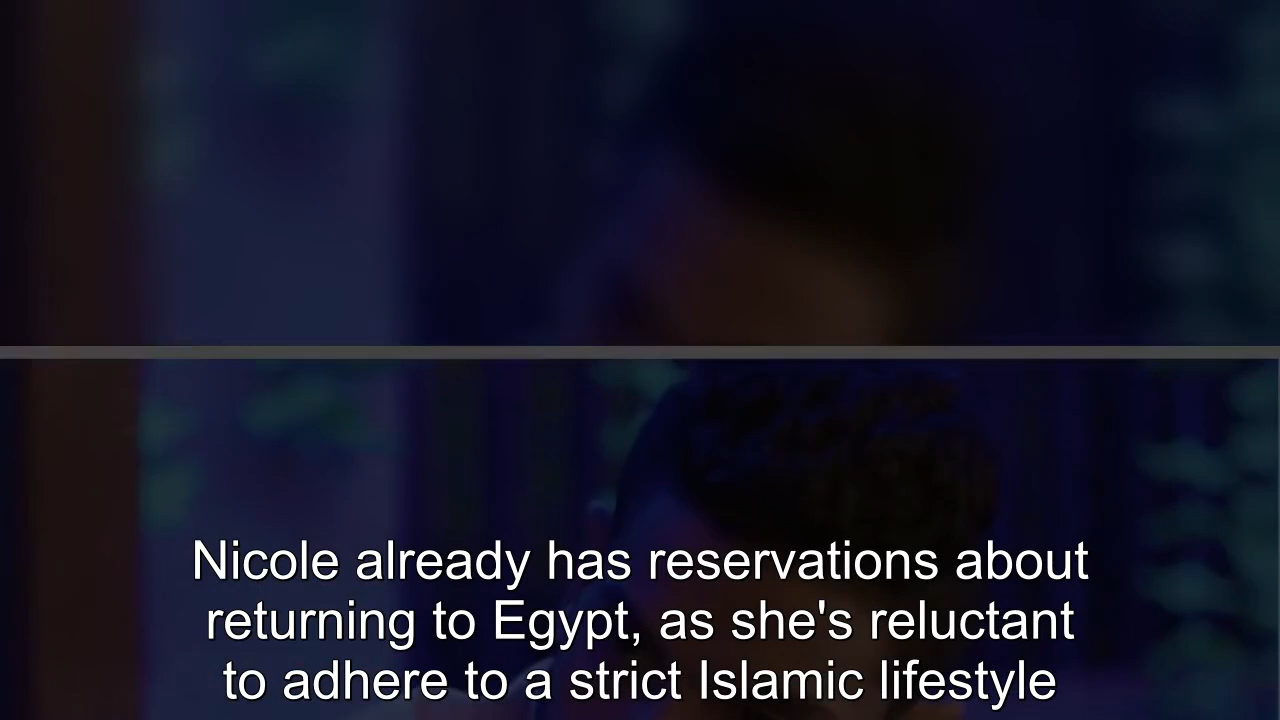 Nicole already has reservations about
returning to Egypt, as she's reluctant
to adhere to a strict Islamic lifestyle